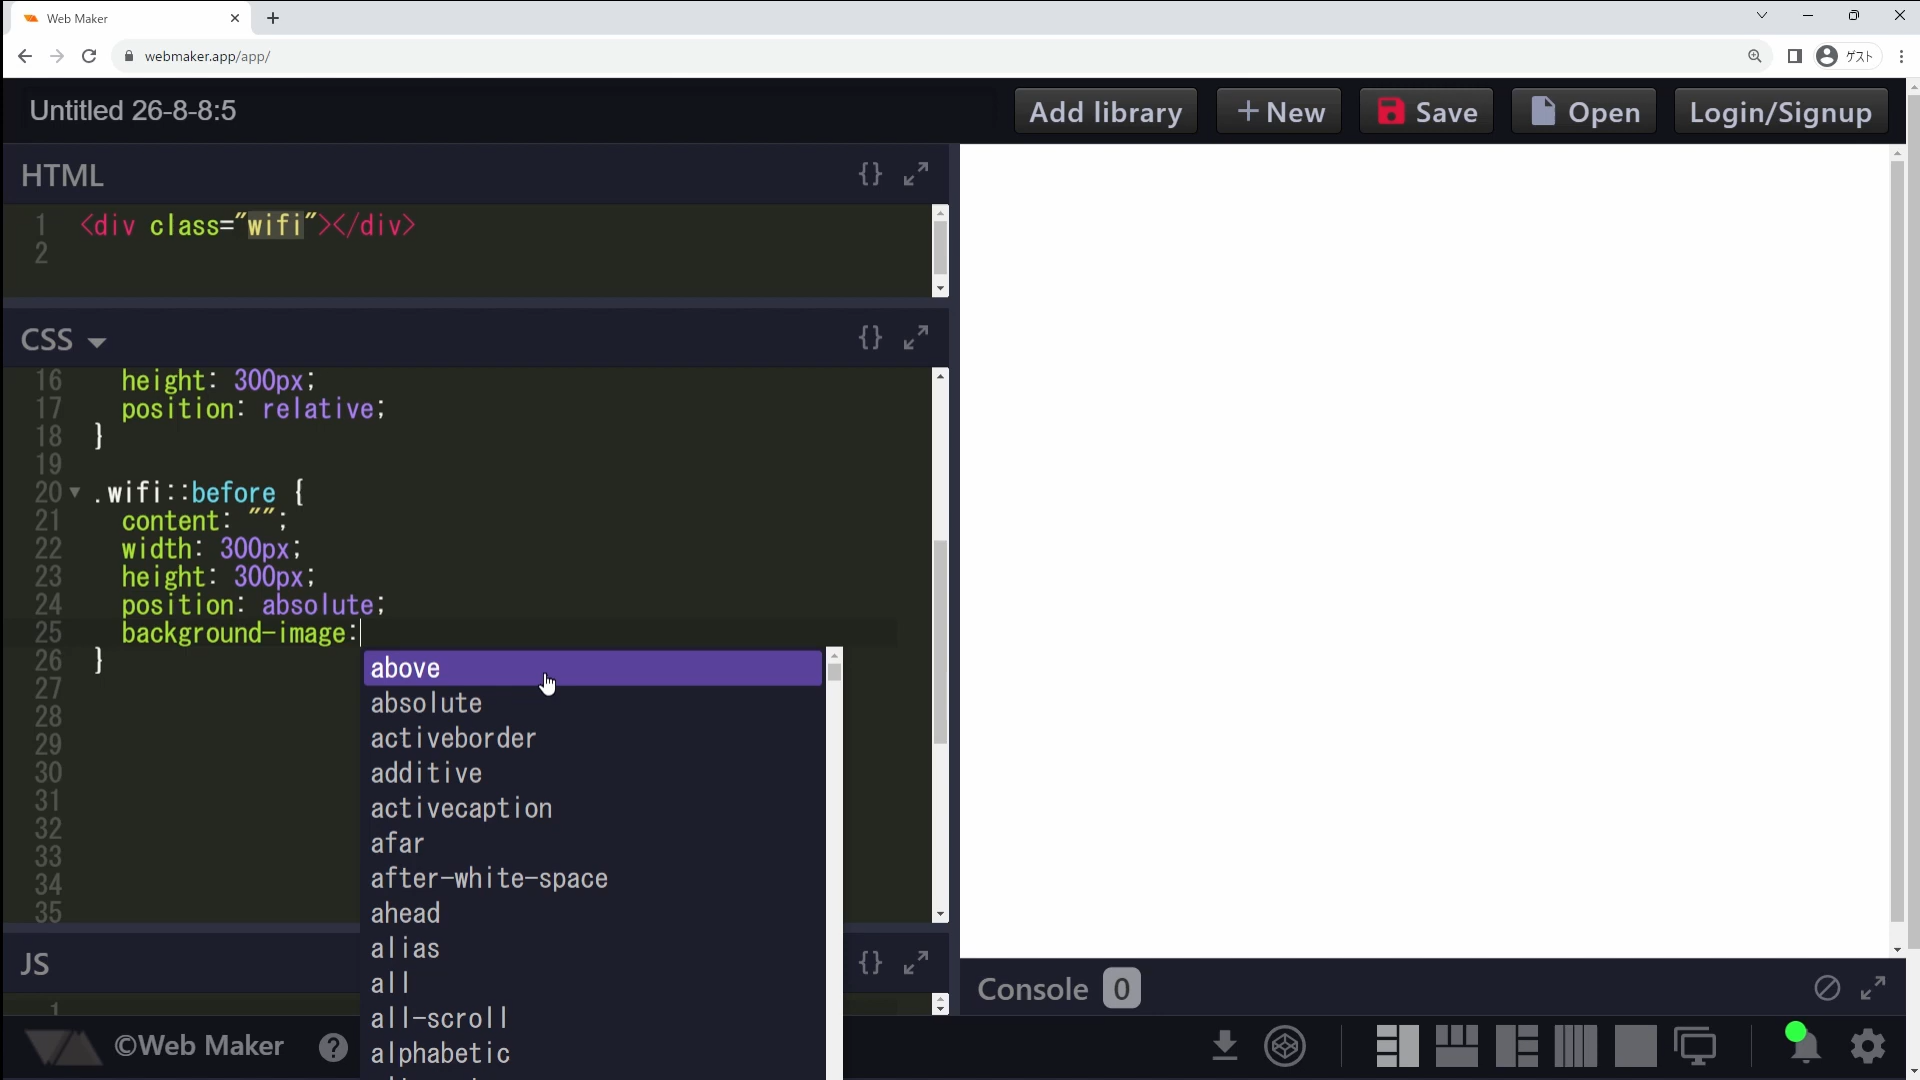 Web Maker
webmaker.app/app/
ゲスト
Untitled 26-8-8:5
Add library
+ New
Save
Open
Login/Signup
HTML
{}
1 <div class="wifi"></div>
2
CSS
{}
16 height: 300px;
17 position: relative;
18 }
19
20 .wifi::before {
21 content: "";
22 width: 300px;
23 height: 300px;
24 position: absolute;
25 background-image:
26 }
27
28
29
30
31
32
33
34
35
above
absolute
activeborder
additive
activecaption
afar
after-white-space
ahead
alias
all
all-scroll
alphabetic
JS
{}
1
Console 0
©Web Maker
?